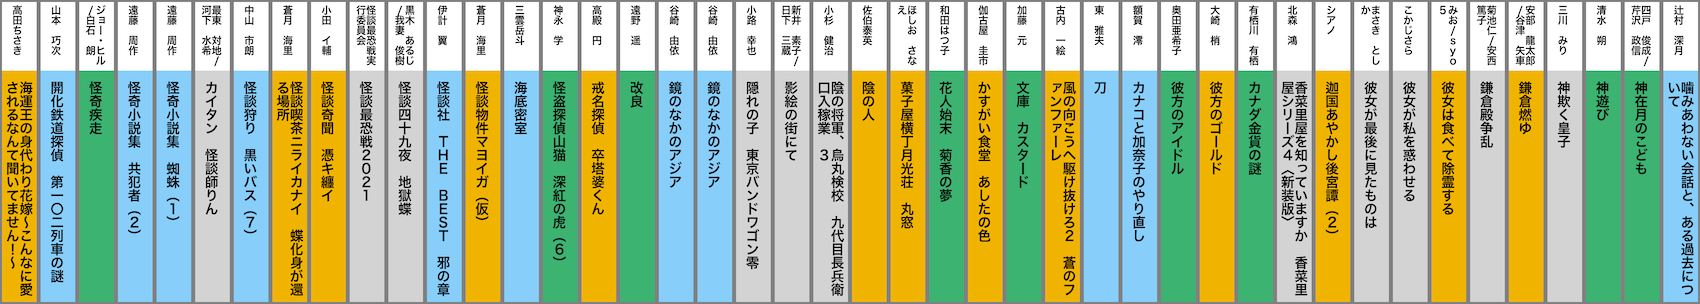 高田ちさき
海運王の身代わり花嫁~こんなに愛
されるなんて聞いてません!~
山本 巧次
開化鉄道探偵 第一〇二列車の謎
ジョー・ヒル
/白石 朗
怪奇疾走
遠藤 周作
怪奇小説集 共犯者(2)
遠藤 周作
怪奇小説集 蜘蛛(1)
最東 対地/
河下 水希
カイタン 怪談師りん
中山 市朗
怪談狩り 黒いバス(7)
蒼月 海里
怪談喫茶ニライカナイ 蝶化身が還
る場所
小田 イ輔
怪談奇聞 憑キ纏イ
怪談最恐戦実
行委員会
怪談最恐戦2021
黒木 あるじ
/我妻 俊樹
怪談四十九夜 地獄蝶
伊計 翼
怪談社 THE BEST 邪の章
蒼月 海里
怪談物件マヨイガ(仮)
三雲岳斗
海底密室
神永 学
怪盗探偵山猫 深紅の虎(6)
高殿 円
戒名探偵 卒塔婆くん
遠野 遥
改良
谷崎 由依
鏡のなかのアジア
谷崎 由依
鏡のなかのアジア
小路 幸也
隠れの子 東京バンドワゴン零
新井 素子/
日下 三蔵
影絵の街にて
小杉 健治
陰の将軍、烏丸検校 九代目長兵衛
口入稼業 3
佐伯泰英
陰の人
ほしお さな
え
菓子屋横丁月光荘 丸窓
和田はつ子
花人始末 菊香の夢
伽古屋 圭市
かすがい食堂 あしたの色
加藤 元
文庫 カスタード
古内 一絵
風の向こうへ駆け抜けろ2 蒼のフ
ァンファーレ
東 雅夫
刀
額賀 澪
カナコと加奈子のやり直し
奥田亜希子
彼方のアイドル
大崎 梢
彼方のゴールド
有栖川 有栖
カナダ金貨の謎
北森 鴻
香菜里屋を知っていますか 香菜里
屋シリーズ4〈新装版〉
シアノ
迦国あやかし後宮譚(2)
まさき とし
か
彼女が最後に見たものは
こかじさら
彼女が私を惑わせる
みお/syo
5
彼女は食べて除霊する
菊池仁/安西
篤子
鎌倉殿争乱
安部 龍太郎
/谷津 矢車
鎌倉燃ゆ
三川 みり
神欺く皇子
清水 朔
神遊び
四戸 俊成/
芹沢 政信
神在月のこども
辻村 深月
噛みあわない会話と、ある過去につ
いて